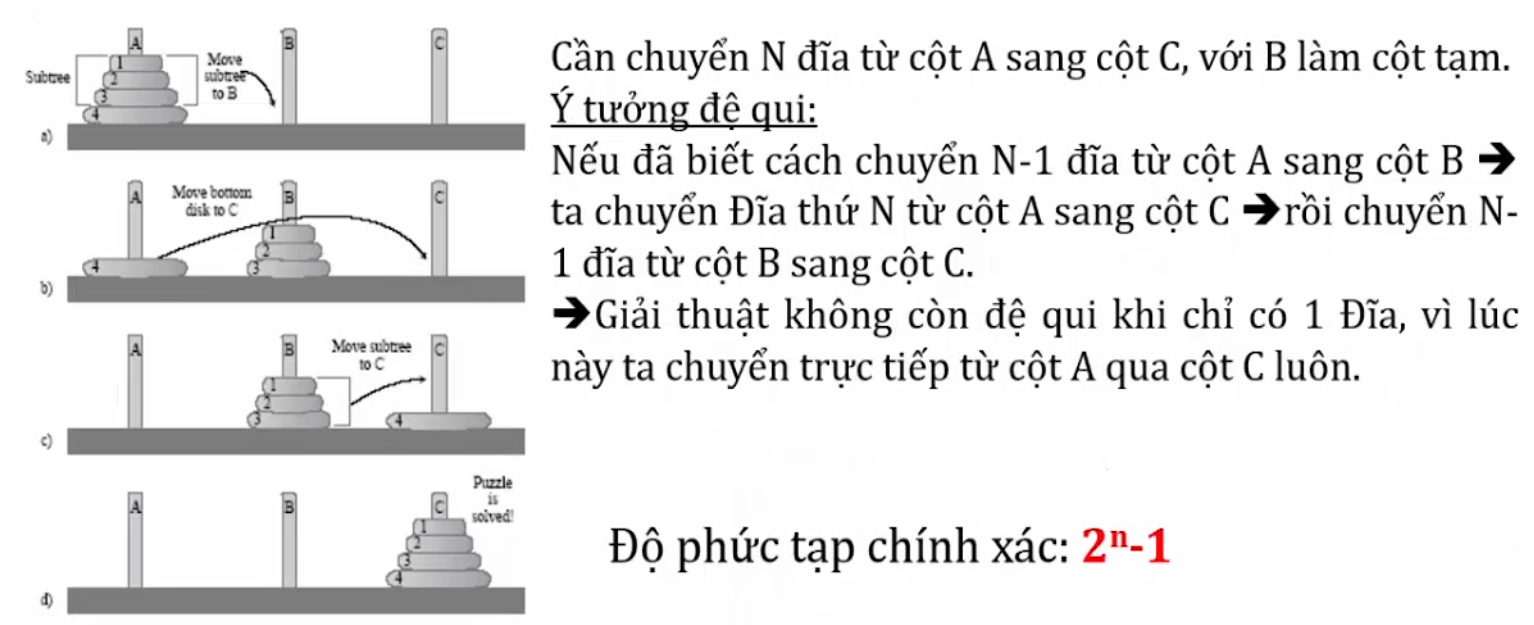 A
B
C
1
2
3
4
Subtree
Move
subtree
to B
a)
A
B
C
Move bottom
disk to C
1
2
3
4
b)
A
B
C
Move subtree
to C
1
2
3
4
c)
A
B
C
Puzzle
is
solved!
1
2
3
4
d)
Cần chuyển N đĩa từ cột A sang cột C, với B làm cột tạm.
Ý tưởng đệ qui:
Nếu đã biết cách chuyển N-1 đĩa từ cột A sang cột B ➔
ta chuyển Đĩa thứ N từ cột A sang cột C ➔rồi chuyển N-
1 đĩa từ cột B sang cột C.
➔Giải thuật không còn đệ qui khi chỉ có 1 Đĩa, vì lúc
này ta chuyển trực tiếp từ cột A qua cột C luôn.
Độ phức tạp chính xác: 2ⁿ-1